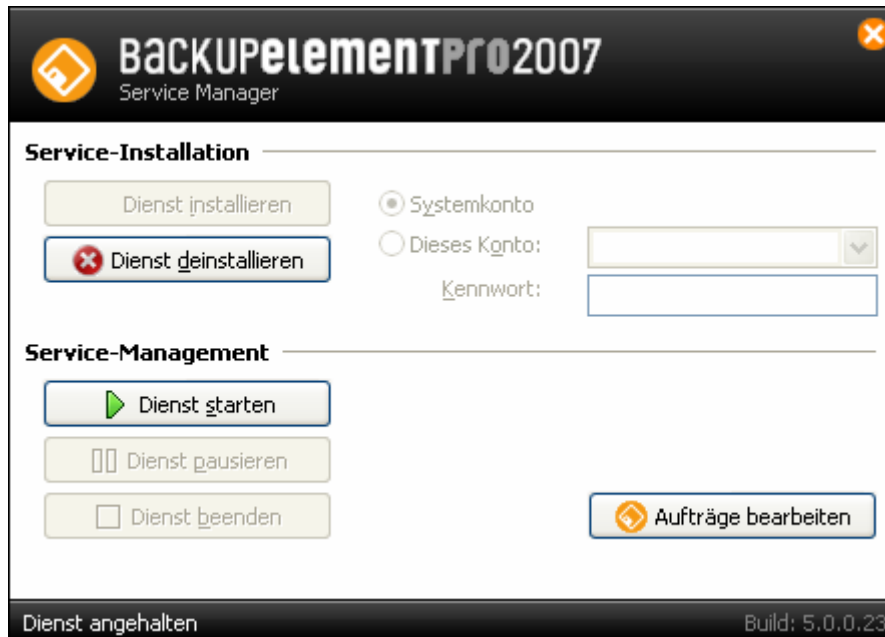 BACKUPelementPro2007
Service Manager
Service-Installation
Dienst installieren
Systemkonto
Dienst deinstallieren
Dieses Konto:
Kennwort:
Service-Management
Dienst starten
Dienst pausieren
Dienst beenden
Aufträge bearbeiten
Dienst angehalten
Build: 5.0.0.23